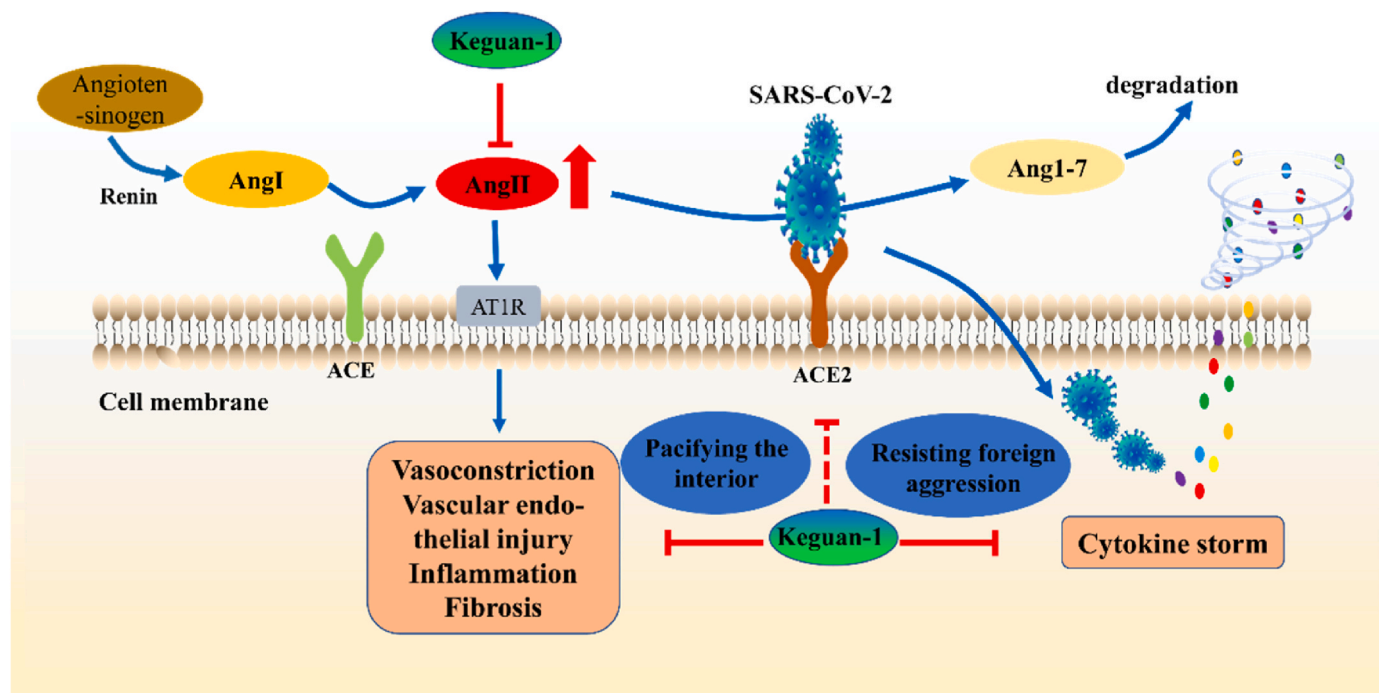 Keguan-1
SARS-CoV-2
degradation
Angioten
-sinogen
Renin
AngI
AngII
Ang1-7
AT1R
ACE
ACE2
Cell membrane
Vasoconstriction
Vascular endo-
thelial injury
Inflammation
Fibrosis
Pacifying the
interior
Resisting foreign
aggression
Keguan-1
Cytokine storm